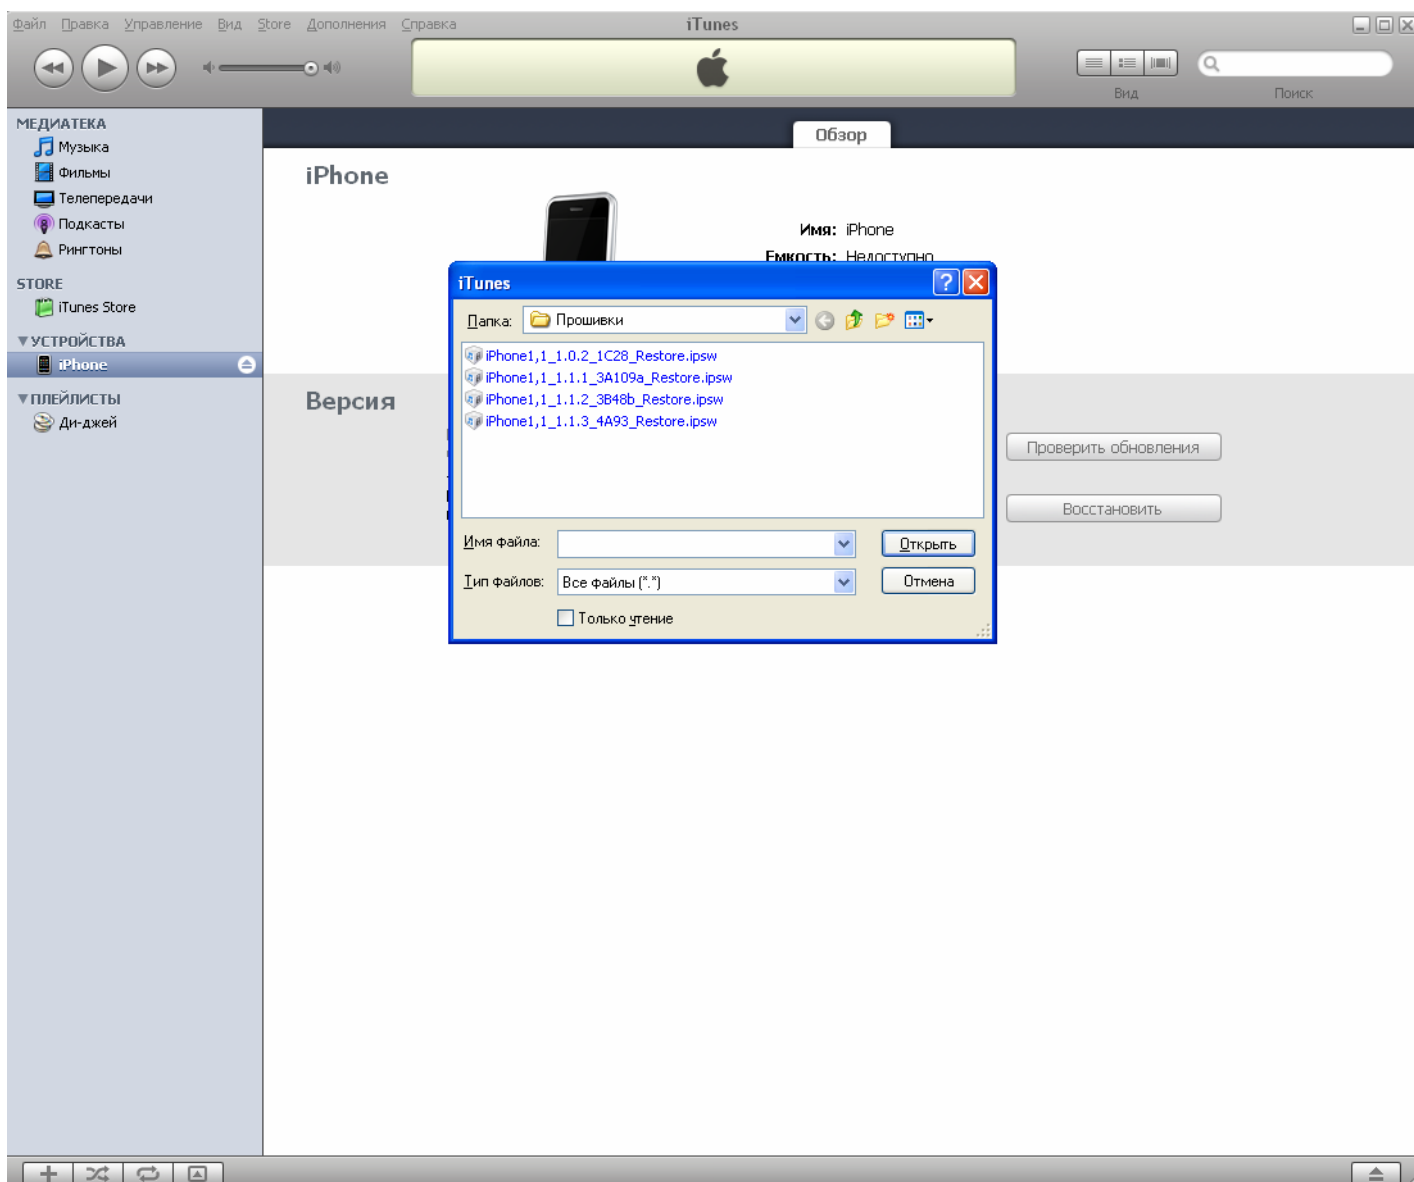 Файл Правка Управление Вид Store Дополнения Справка
iTunes
Вид
Поиск
МЕДИАТЕКА
Музыка
Фильмы
Телепередачи
Подкасты
Рингтоны
STORE
iTunes Store
УСТРОЙСТВА
iPhone
ПЛЕЙЛИСТЫ
Ди-джей
Обзор
iPhone
Имя: iPhone
Емкость: Недоступно
Версия
Проверить обновления
Восстановить
iTunes
Папка: Прошивки
iPhone1,1_1.0.2_1C28_Restore.ipsw
iPhone1,1_1.1.1_3A109a_Restore.ipsw
iPhone1,1_1.1.2_3B48b_Restore.ipsw
iPhone1,1_1.1.3_4A93_Restore.ipsw
Имя файла:
Открыть
Тип файлов: Все файлы (*.*)
Отмена
Только чтение